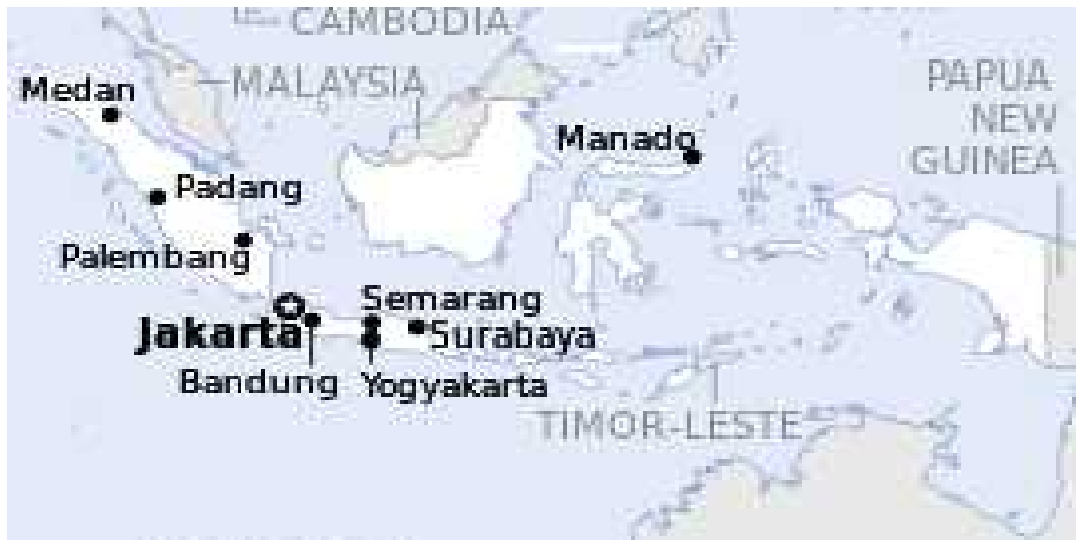 CAMBODIA
MALAYSIA
PAPUA
NEW
GUINEA
Medan
Manado
Padang
Palembang
Semarang
Jakarta
Surabaya
Bandung
Yogyakarta
TIMOR-LESTE